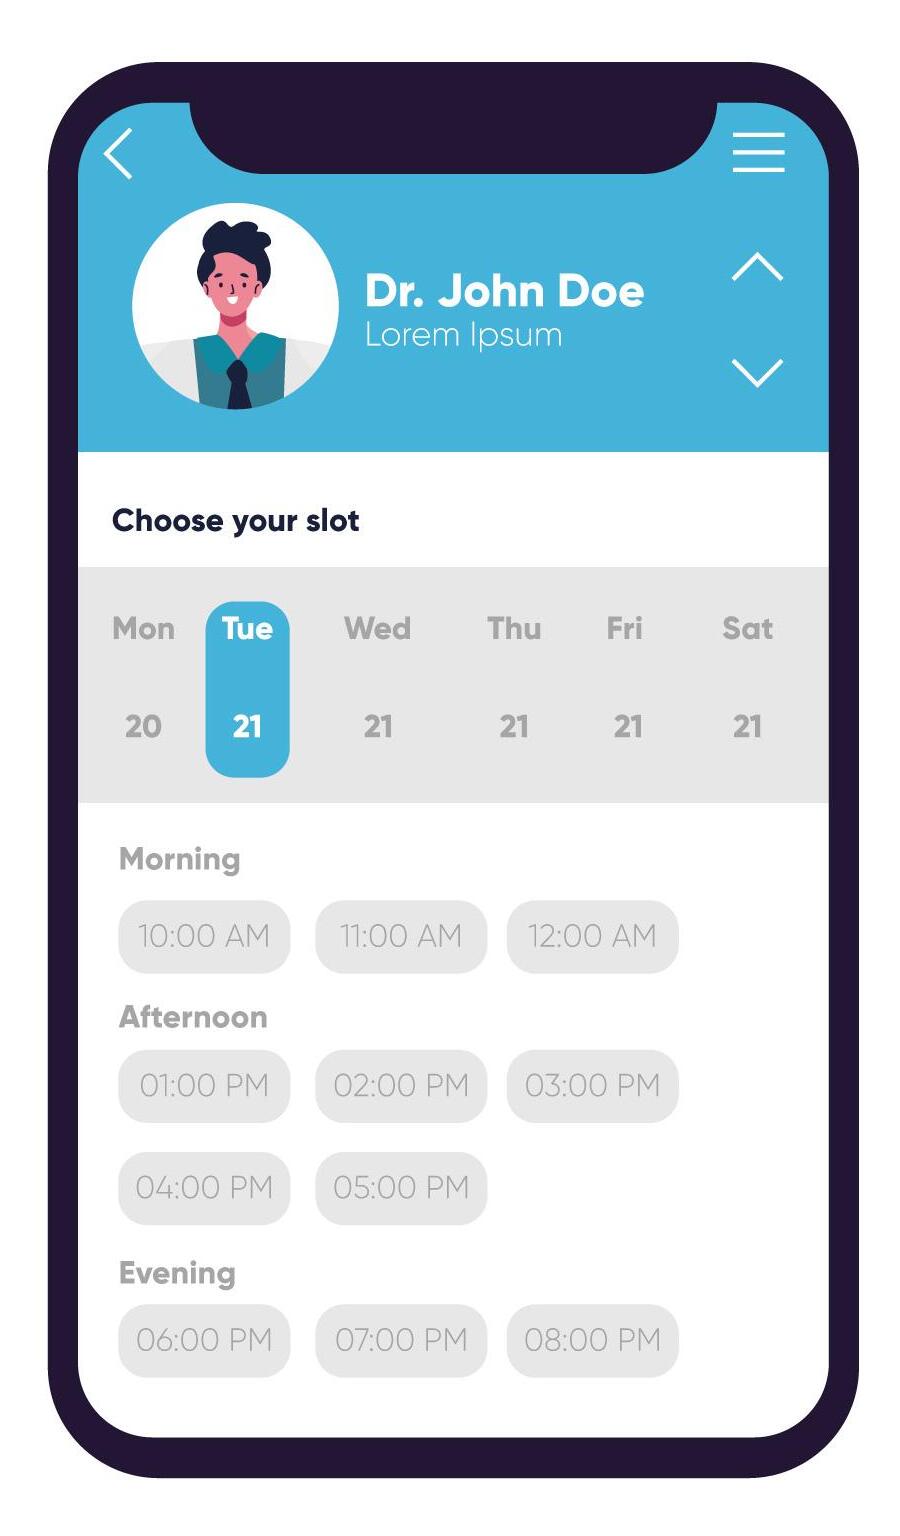 Dr. John Doe
Lorem Ipsum
Choose your slot
Mon Tue Wed Thu Fri Sat
20 21 21 21 21 21
Morning
10:00 AM 11:00 AM 12:00 AM
Afternoon
01:00 PM 02:00 PM 03:00 PM
04:00 PM 05:00 PM
Evening
06:00 PM 07:00 PM 08:00 PM